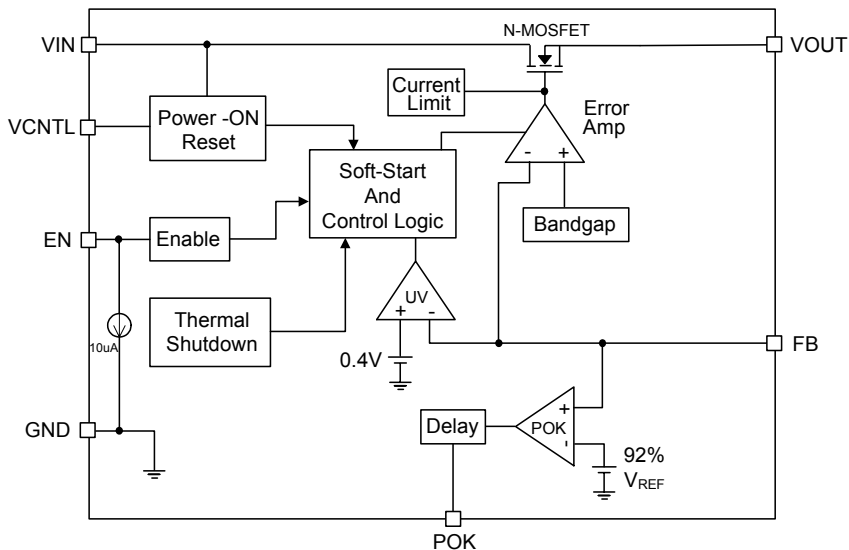 N-MOSFET
VIN
VOUT
Current
Limit
Error
Amp
VCNTL
Power -ON
Reset
- +
Soft-Start
And
Control Logic
Bandgap
EN
Enable
UV
+ -
Thermal
Shutdown
10uA
0.4V
FB
GND
Delay
+
POK
-
92%
VREF
POK